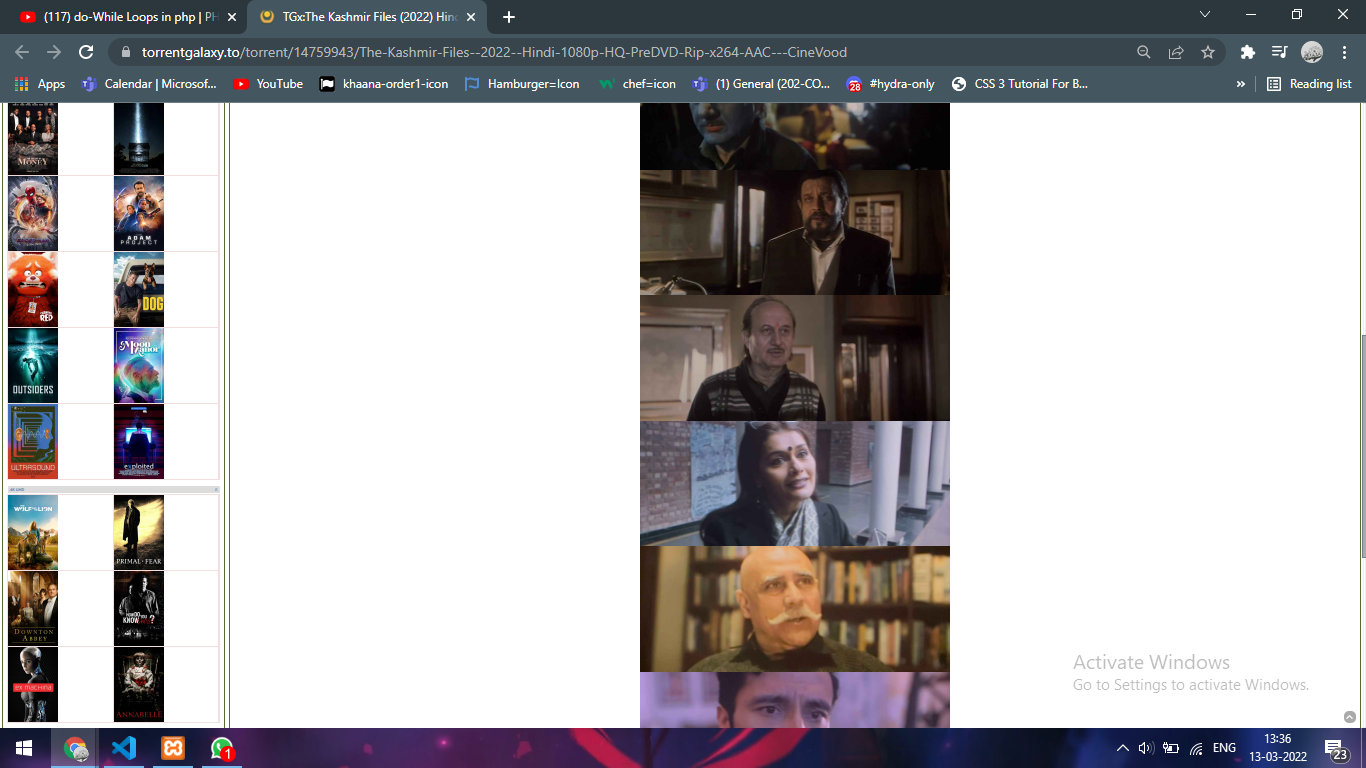 (117) do-While Loops in php | PH
TGx:The Kashmir Files (2022) Hind
torrentgalaxy.to/torrent/14759943/The-Kashmir-Files--2022--Hindi-1080p-HQ-PreDVD-Rip-x264-AAC---CineVood
Apps
Calendar | Microsof...
YouTube
khaana-order1-icon
Hamburger=Icon
chef=icon
(1) General (202-CO...
28
#hydra-only
CSS 3 Tutorial For B...
»
Reading list
MONEY
ADAM
PROJECT
RED
DOG
OUTSIDERS
Moon
Manor
ULTRASOUND
exploited
WOLF LION
PRIMAL FEAR
DOWNTON
ABBEY
HOW DO YOU
KNOW
?
ex machina
ANNABELLE
Activate Windows
Go to Settings to activate Windows.
1
ENG
13:36
13-03-2022
23